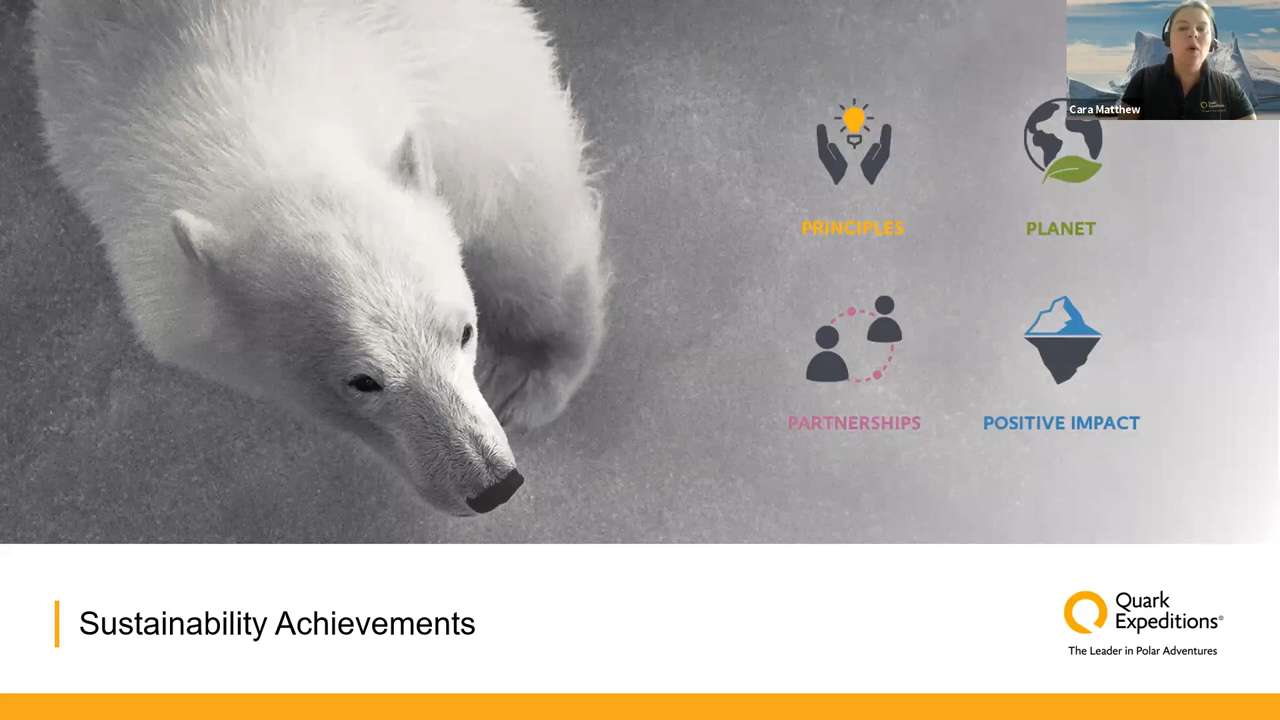 Cara Matthew
PRINCIPLES
PLANET
PARTNERSHIPS
POSITIVE IMPACT
Sustainability Achievements
Quark
Expeditions®
The Leader in Polar Adventures